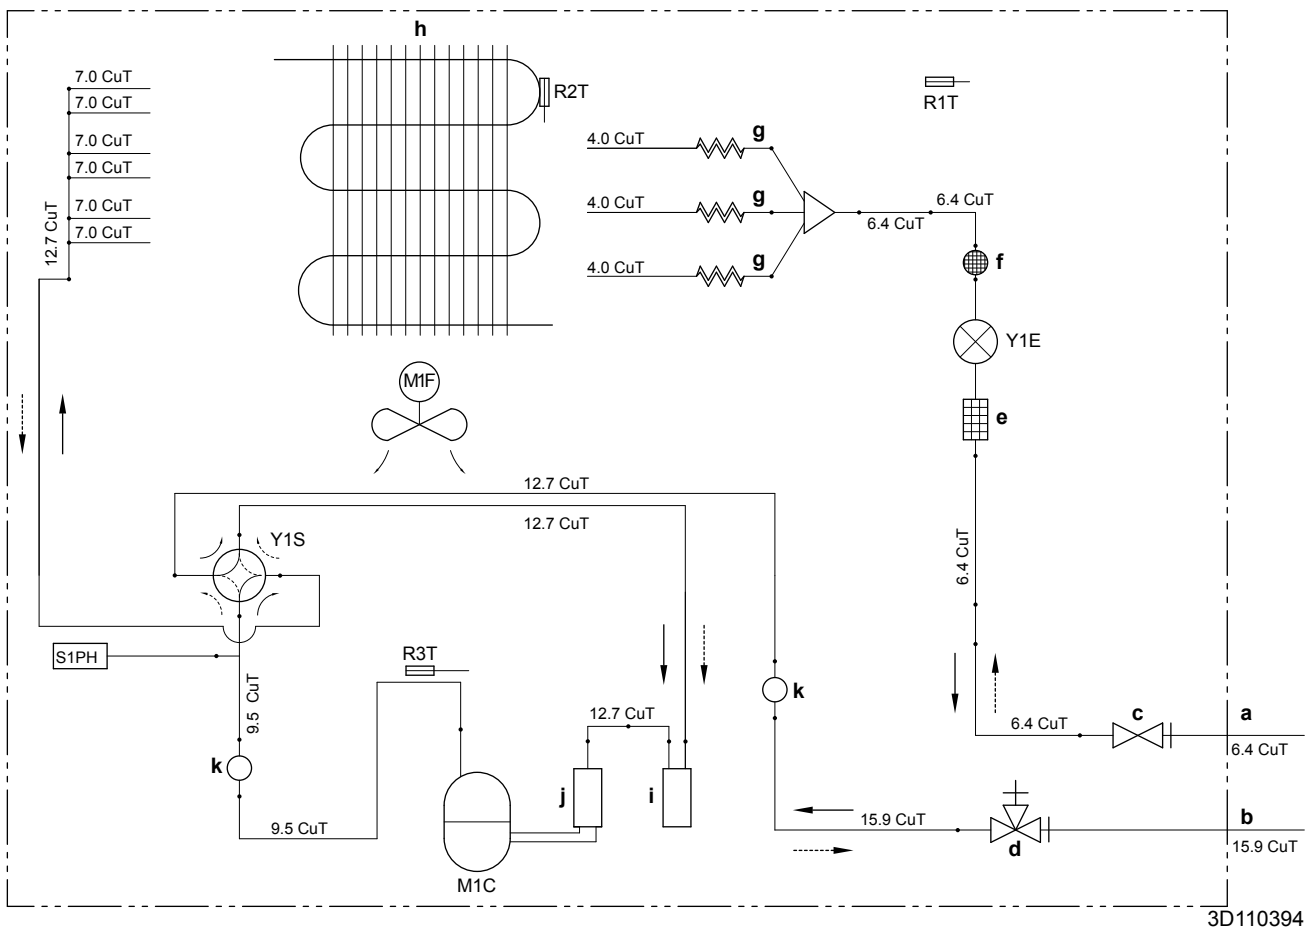 h
7.0 CuT
7.0 CuT
7.0 CuT
7.0 CuT
7.0 CuT
7.0 CuT
12.7 CuT
R2T
R1T
4.0 CuT
g
4.0 CuT
g
4.0 CuT
g
6.4 CuT
6.4 CuT
f
Y1E
e
M1F
12.7 CuT
12.7 CuT
Y1S
6.4 CuT
S1PH
9.5 CuT
R3T
k
12.7 CuT
k
6.4 CuT
c
a
6.4 CuT
j
i
9.5 CuT
M1C
15.9 CuT
d
b
15.9 CuT
3D110394